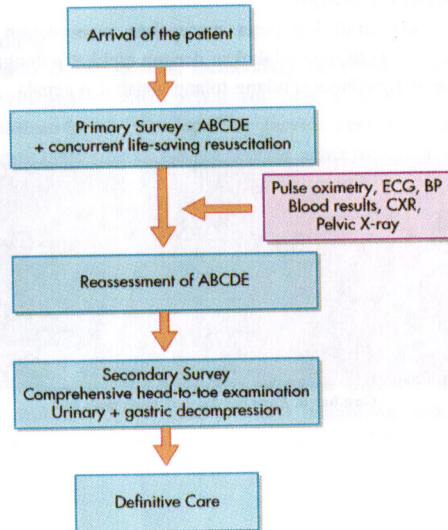 Arrival of the patient
Primary Survey - ABCDE
+ concurrent life-saving resuscitation
Pulse oximetry, ECG, BP
Blood results, CXR,
Pelvic X-ray
Reassessment of ABCDE
Secondary Survey
Comprehensive head-to-toe examination
Urinary + gastric decompression
Definitive Care